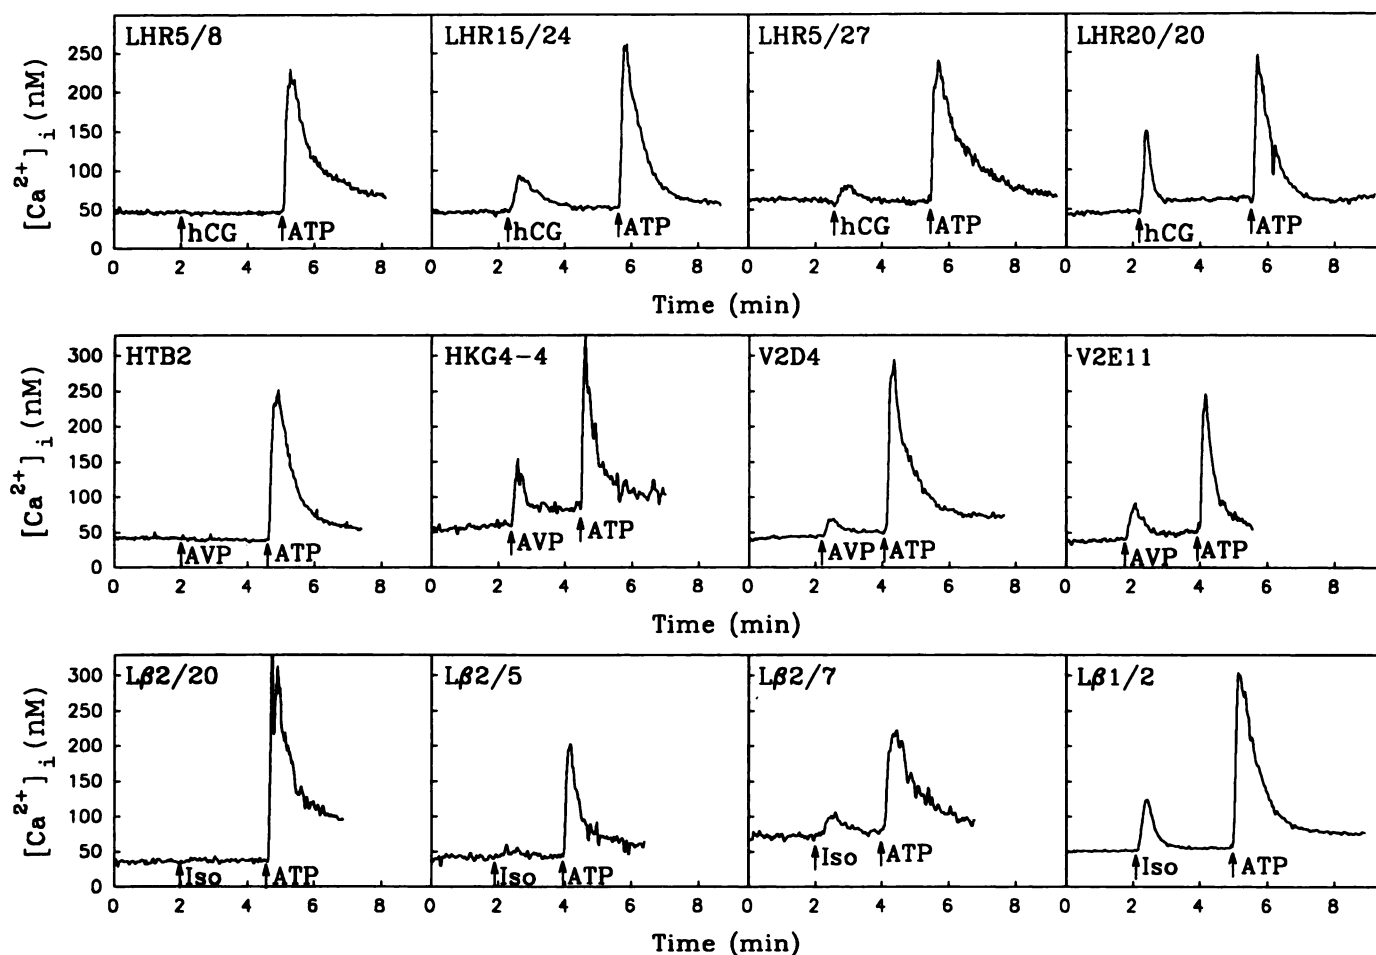 LHR5/8 LHR15/24 LHR5/27 LHR20/20
[Ca2+]i (nM)
250
200
150
100
50
0
hCG ATP hCG ATP hCG ATP hCG ATP
0 2 4 6 8 0 2 4 6 8 0 2 4 6 8 0 2 4 6 8
Time (min)
HTB2 HKG4-4 V2D4 V2E11
[Ca2+]i (nM)
300
250
200
150
100
50
0
AVP ATP AVP ATP AVP ATP AVP ATP
0 2 4 6 8 0 2 4 6 8 0 2 4 6 8 0 2 4 6 8
Time (min)
Lβ2/20 Lβ2/5 Lβ2/7 Lβ1/2
[Ca2+]i (nM)
300
250
200
150
100
50
0
Iso ATP Iso ATP Iso ATP Iso ATP
0 2 4 6 8 0 2 4 6 8 0 2 4 6 8 0 2 4 6 8
Time (min)